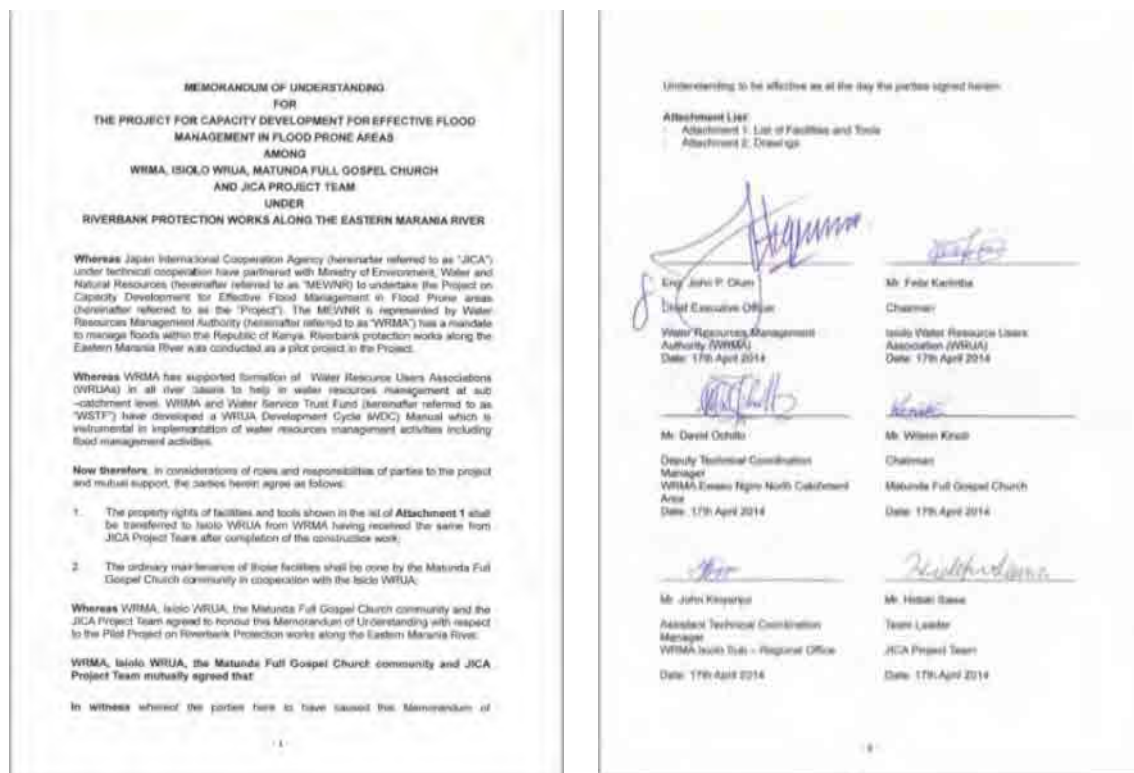 MEMORANDUM OF UNDERSTANDING
FOR
THE PROJECT FOR CAPACITY DEVELOPMENT FOR EFFECTIVE FLOOD
MANAGEMENT IN FLOOD PRONE AREAS
AMONG
WRMA, ISIOLO WRUA, MATUNDA FULL GOSPEL CHURCH
AND JICA PROJECT TEAM
UNDER
RIVERBANK PROTECTION WORKS ALONG THE EASTERN MARANIA RIVER
Whereas Japan International Cooperation Agency (hereinafter referred to as "JICA")
under technical cooperation have partnered with Ministry of Environment, Water and
Natural Resources (hereinafter referred to as "MEWNR) to undertake the Project on
Capacity Development for Effective Flood Management in Flood Prone areas
(hereinafter referred to as the "Project"). The MEWNR is represented by Water
Resources Management Authority (hereinafter referred to as "WRMA") has a mandate
to manage floods within the Republic of Kenya. Riverbank protection works along the
Eastern Marania River was conducted as a pilot project in the Project.
Whereas WRMA has supported formation of Water Resource Users Associations
(WRUAs) in all river basins to help in water resources management at sub
-catchment level. WRMA and Water Service Trust Fund (hereinafter referred to as
"WSTF") have developed a WRUA Development Cycle (WDC) Manual which is
instrumental in implementation of water resources management activities including
flood management activities.
Now therefore, in considerations of roles and responsibilities of parties to the project
and mutual support, the parties herein agree as follows:
1. The property rights of facilities and tools shown in the list of Attachment 1 shall
be transferred to Isiolo WRUA from WRMA having received the same from
JICA Project Team after completion of the construction work;
2. The ordinary maintenance of those facilities shall be done by the Matunda Full
Gospel Church community in cooperation with the Isiolo WRUA;
Whereas WRMA, Isiolo WRUA, the Matunda Full Gospel Church community and the
JICA Project Team agreed to honour this Memorandum of Understanding with respect
to the Pilot Project on Riverbank Protection works along the Eastern Marania River.
WRMA, Isiolo WRUA, the Matunda Full Gospel Church community and JICA
Project Team mutually agreed that
In witness whereof the parties here to have caused this Memorandum of
- 1 -
Understanding to be effective as at the day the parties signed herein.
Attachment List
Attachment 1: List of Facilities and Tools
Attachment 2: Drawings
Eng. John P. Olum
Chief Executive Officer
Water Resources Management
Authority (WRMA)
Date: 17th April 2014
Mr. Felix Karimba
Chairman
Isiolo Water Resource Users
Association (WRUA)
Date: 17th April 2014
Mr. David Ochillo
Deputy Technical Coordination
Manager
WRMA Ewaso Ngiro North Catchment
Area
Date: 17th April 2014
Mr. Wilson
Chairman
Matunda Full Gospel Church
Date: 17th April 2014
Mr. John Kinyanjui
Assistant Technical Coordination
Manager
WRMA Isiolo Sub - Regional Office
Date: 17th April 2014
Mr. Hideki
Team Leader
JICA Project Team
Date: 17th April 2014